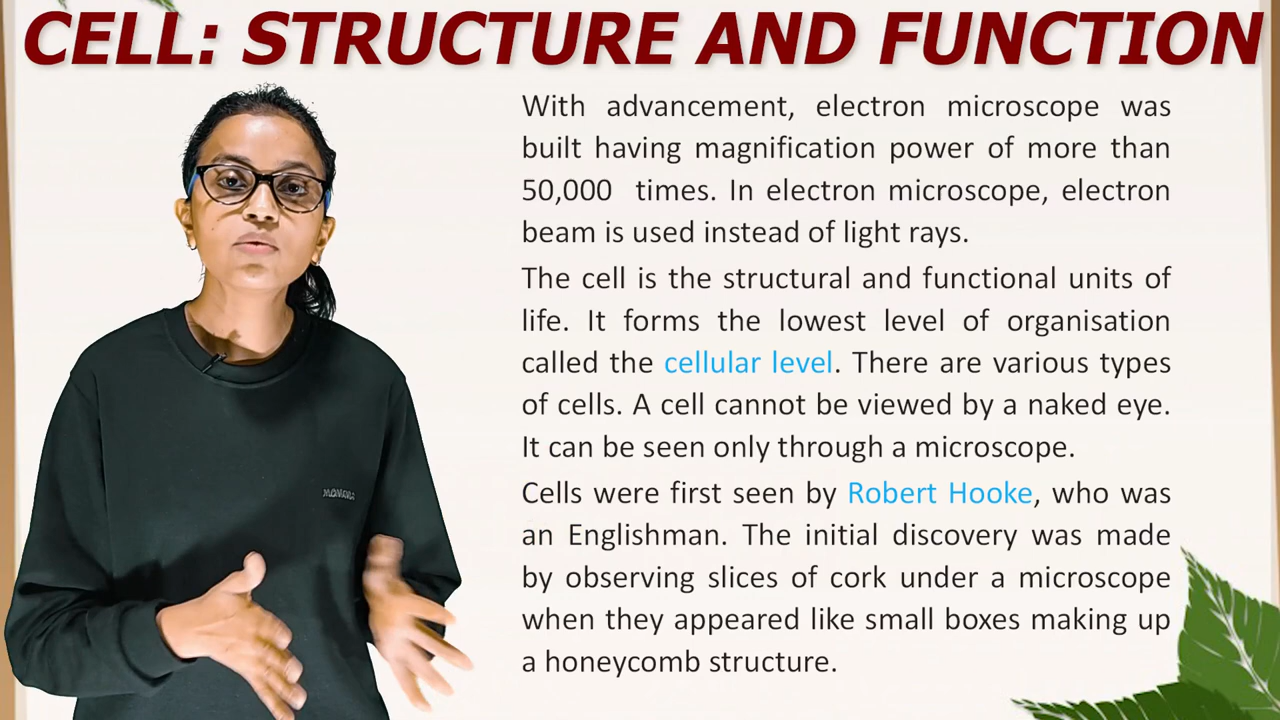 CELL: STRUCTURE AND FUNCTION
With advancement, electron microscope was
built having magnification power of more than
50,000 times. In electron microscope, electron
beam is used instead of light rays.
The cell is the structural and functional units of
life. It forms the lowest level of organisation
called the cellular level. There are various types
of cells. A cell cannot be viewed by a naked eye.
It can be seen only through a microscope.
Cells were first seen by Robert Hooke, who was
an Englishman. The initial discovery was made
by observing slices of cork under a microscope
when they appeared like small boxes making up
a honeycomb structure.